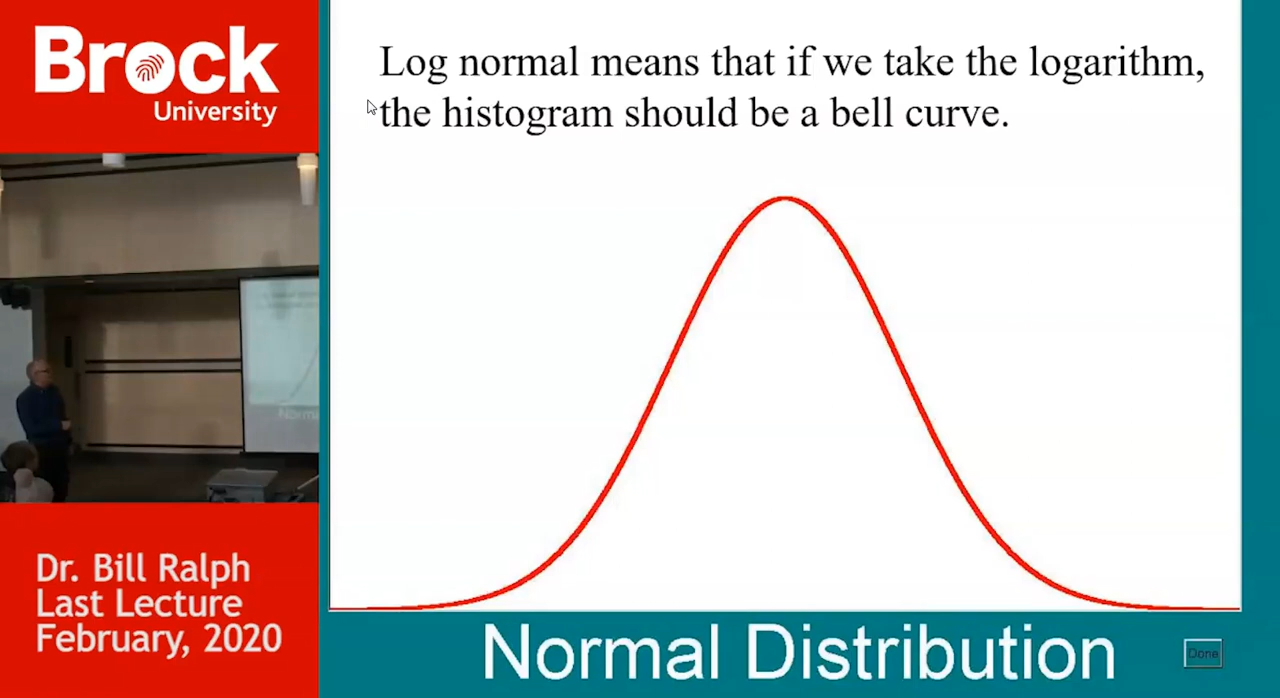 Brock
University
Log normal means that if we take the logarithm,
the histogram should be a bell curve.
Dr. Bill Ralph
Last Lecture
February, 2020
Normal Distribution
Done